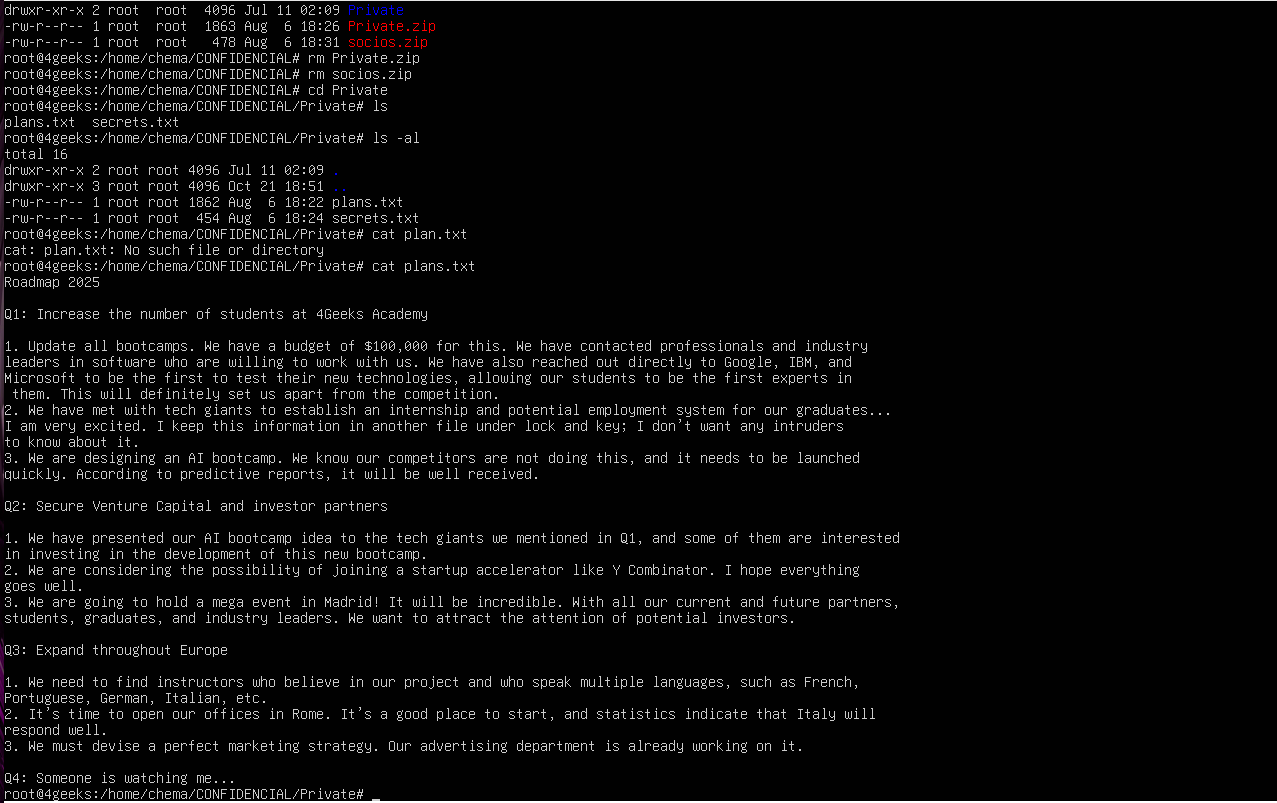 drwxr-xr-x 2 root  root  4096 Jul 11 02:09 Private
-rw-r--r-- 1 root  root  1863 Aug  6 18:26 Private.zip
-rw-r--r-- 1 root  root   478 Aug  6 18:31 socios.zip
root@4geeks:/home/chema/CONFIDENCIAL# rm Private.zip
root@4geeks:/home/chema/CONFIDENCIAL# rm socios.zip
root@4geeks:/home/chema/CONFIDENCIAL# cd Private
root@4geeks:/home/chema/CONFIDENCIAL/Private# ls
plans.txt  secrets.txt
root@4geeks:/home/chema/CONFIDENCIAL/Private# ls -al
total 16
drwxr-xr-x 2 root root 4096 Jul 11 02:09 .
drwxr-xr-x 3 root root 4096 Oct 21 18:51 ..
-rw-r--r-- 1 root root 1862 Aug  6 18:22 plans.txt
-rw-r--r-- 1 root root  454 Aug  6 18:24 secrets.txt
root@4geeks:/home/chema/CONFIDENCIAL/Private# cat plan.txt
cat: plan.txt: No such file or directory
root@4geeks:/home/chema/CONFIDENCIAL/Private# cat plans.txt
Roadmap 2025
Q1: Increase the number of students at 4Geeks Academy
1. Update all bootcamps. We have a budget of $100,000 for this. We have contacted professionals and industry
leaders in software who are willing to work with us. We have also reached out directly to Google, IBM, and
Microsoft to be the first to test their new technologies, allowing our students to be the first experts in
 them. This will definitely set us apart from the competition.
2. We have met with tech giants to establish an internship and potential employment system for our graduates...
I am very excited. I keep this information in another file under lock and key; I don't want any intruders
to know about it.
3. We are designing an AI bootcamp. We know our competitors are not doing this, and it needs to be launched
quickly. According to predictive reports, it will be well received.
Q2: Secure Venture Capital and investor partners
1. We have presented our AI bootcamp idea to the tech giants we mentioned in Q1, and some of them are interested
in investing in the development of this new bootcamp.
2. We are considering the possibility of joining a startup accelerator like Y Combinator. I hope everything
goes well.
3. We are going to hold a mega event in Madrid! It will be incredible. With all our current and future partners,
students, graduates, and industry leaders. We want to attract the attention of potential investors.
Q3: Expand throughout Europe
1. We need to find instructors who believe in our project and who speak multiple languages, such as French,
Portuguese, German, Italian, etc.
2. It's time to open our offices in Rome. It's a good place to start, and statistics indicate that Italy will
respond well.
3. We must devise a perfect marketing strategy. Our advertising department is already working on it.
Q4: Someone is watching me...
root@4geeks:/home/chema/CONFIDENCIAL/Private# _